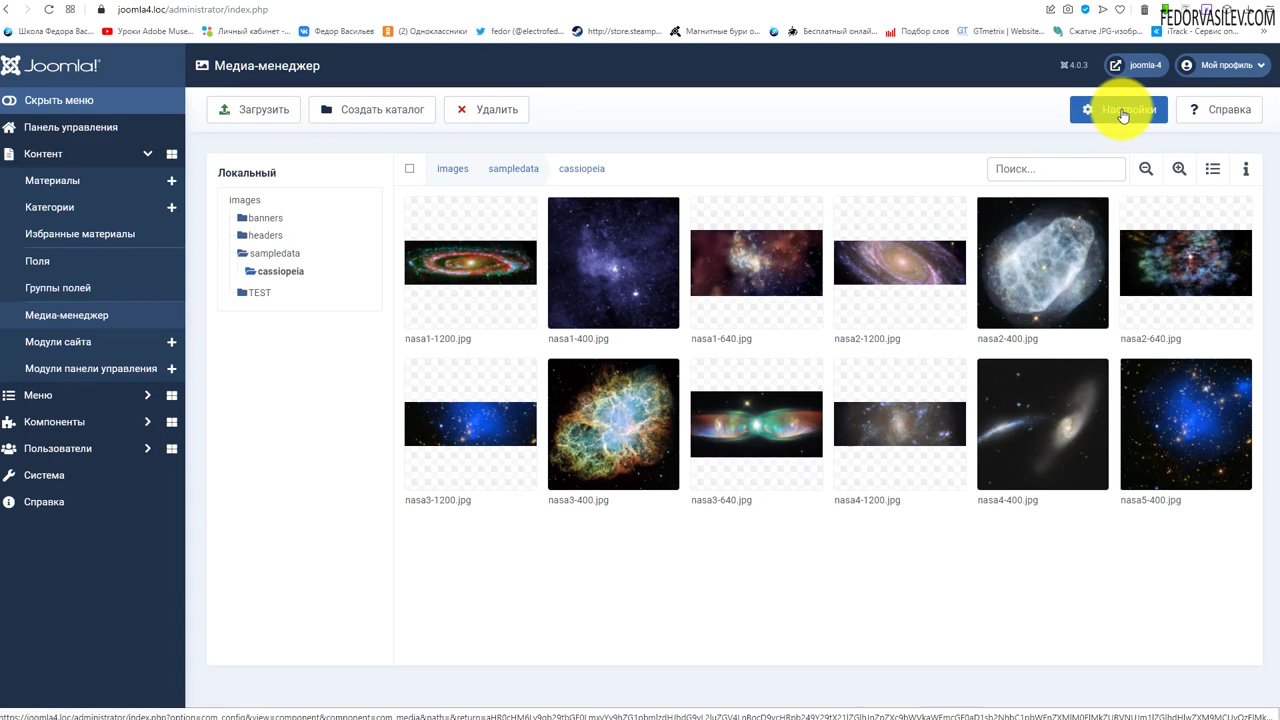 joomla4.loc/administrator/index.php
FEDORVASILEV.COM
Школа Федора Вас...
Уроки Adobe Muse...
Личный кабинет -...
Федор Васильев
(2) Одноклассники
fedor (@electrofed...
http://store.steamp...
Магнитные бури о...
Бесплатный онлай...
Подбор слов
GTmetrix | Website...
Сжатие JPG-изобр...
iTrack - Сервис оп...
Joomla!
Медиа-менеджер
4.0.3
joomla-4
Мой профиль
Скрыть меню
Панель управления
Контент
Материалы
Категории
Избранные материалы
Поля
Группы полей
Медиа-менеджер
Модули сайта
Модули панели управления
Меню
Компоненты
Пользователи
Система
Справка
Загрузить
Создать каталог
Удалить
Настройки
Справка
Локальный
images
banners
headers
sampledata
cassiopeia
TEST
images
sampledata
cassiopeia
Поиск...
nasa1-1200.jpg
nasa1-400.jpg
nasa1-640.jpg
nasa2-1200.jpg
nasa2-400.jpg
nasa2-640.jpg
nasa3-1200.jpg
nasa3-400.jpg
nasa3-640.jpg
nasa4-1200.jpg
nasa4-400.jpg
nasa5-400.jpg